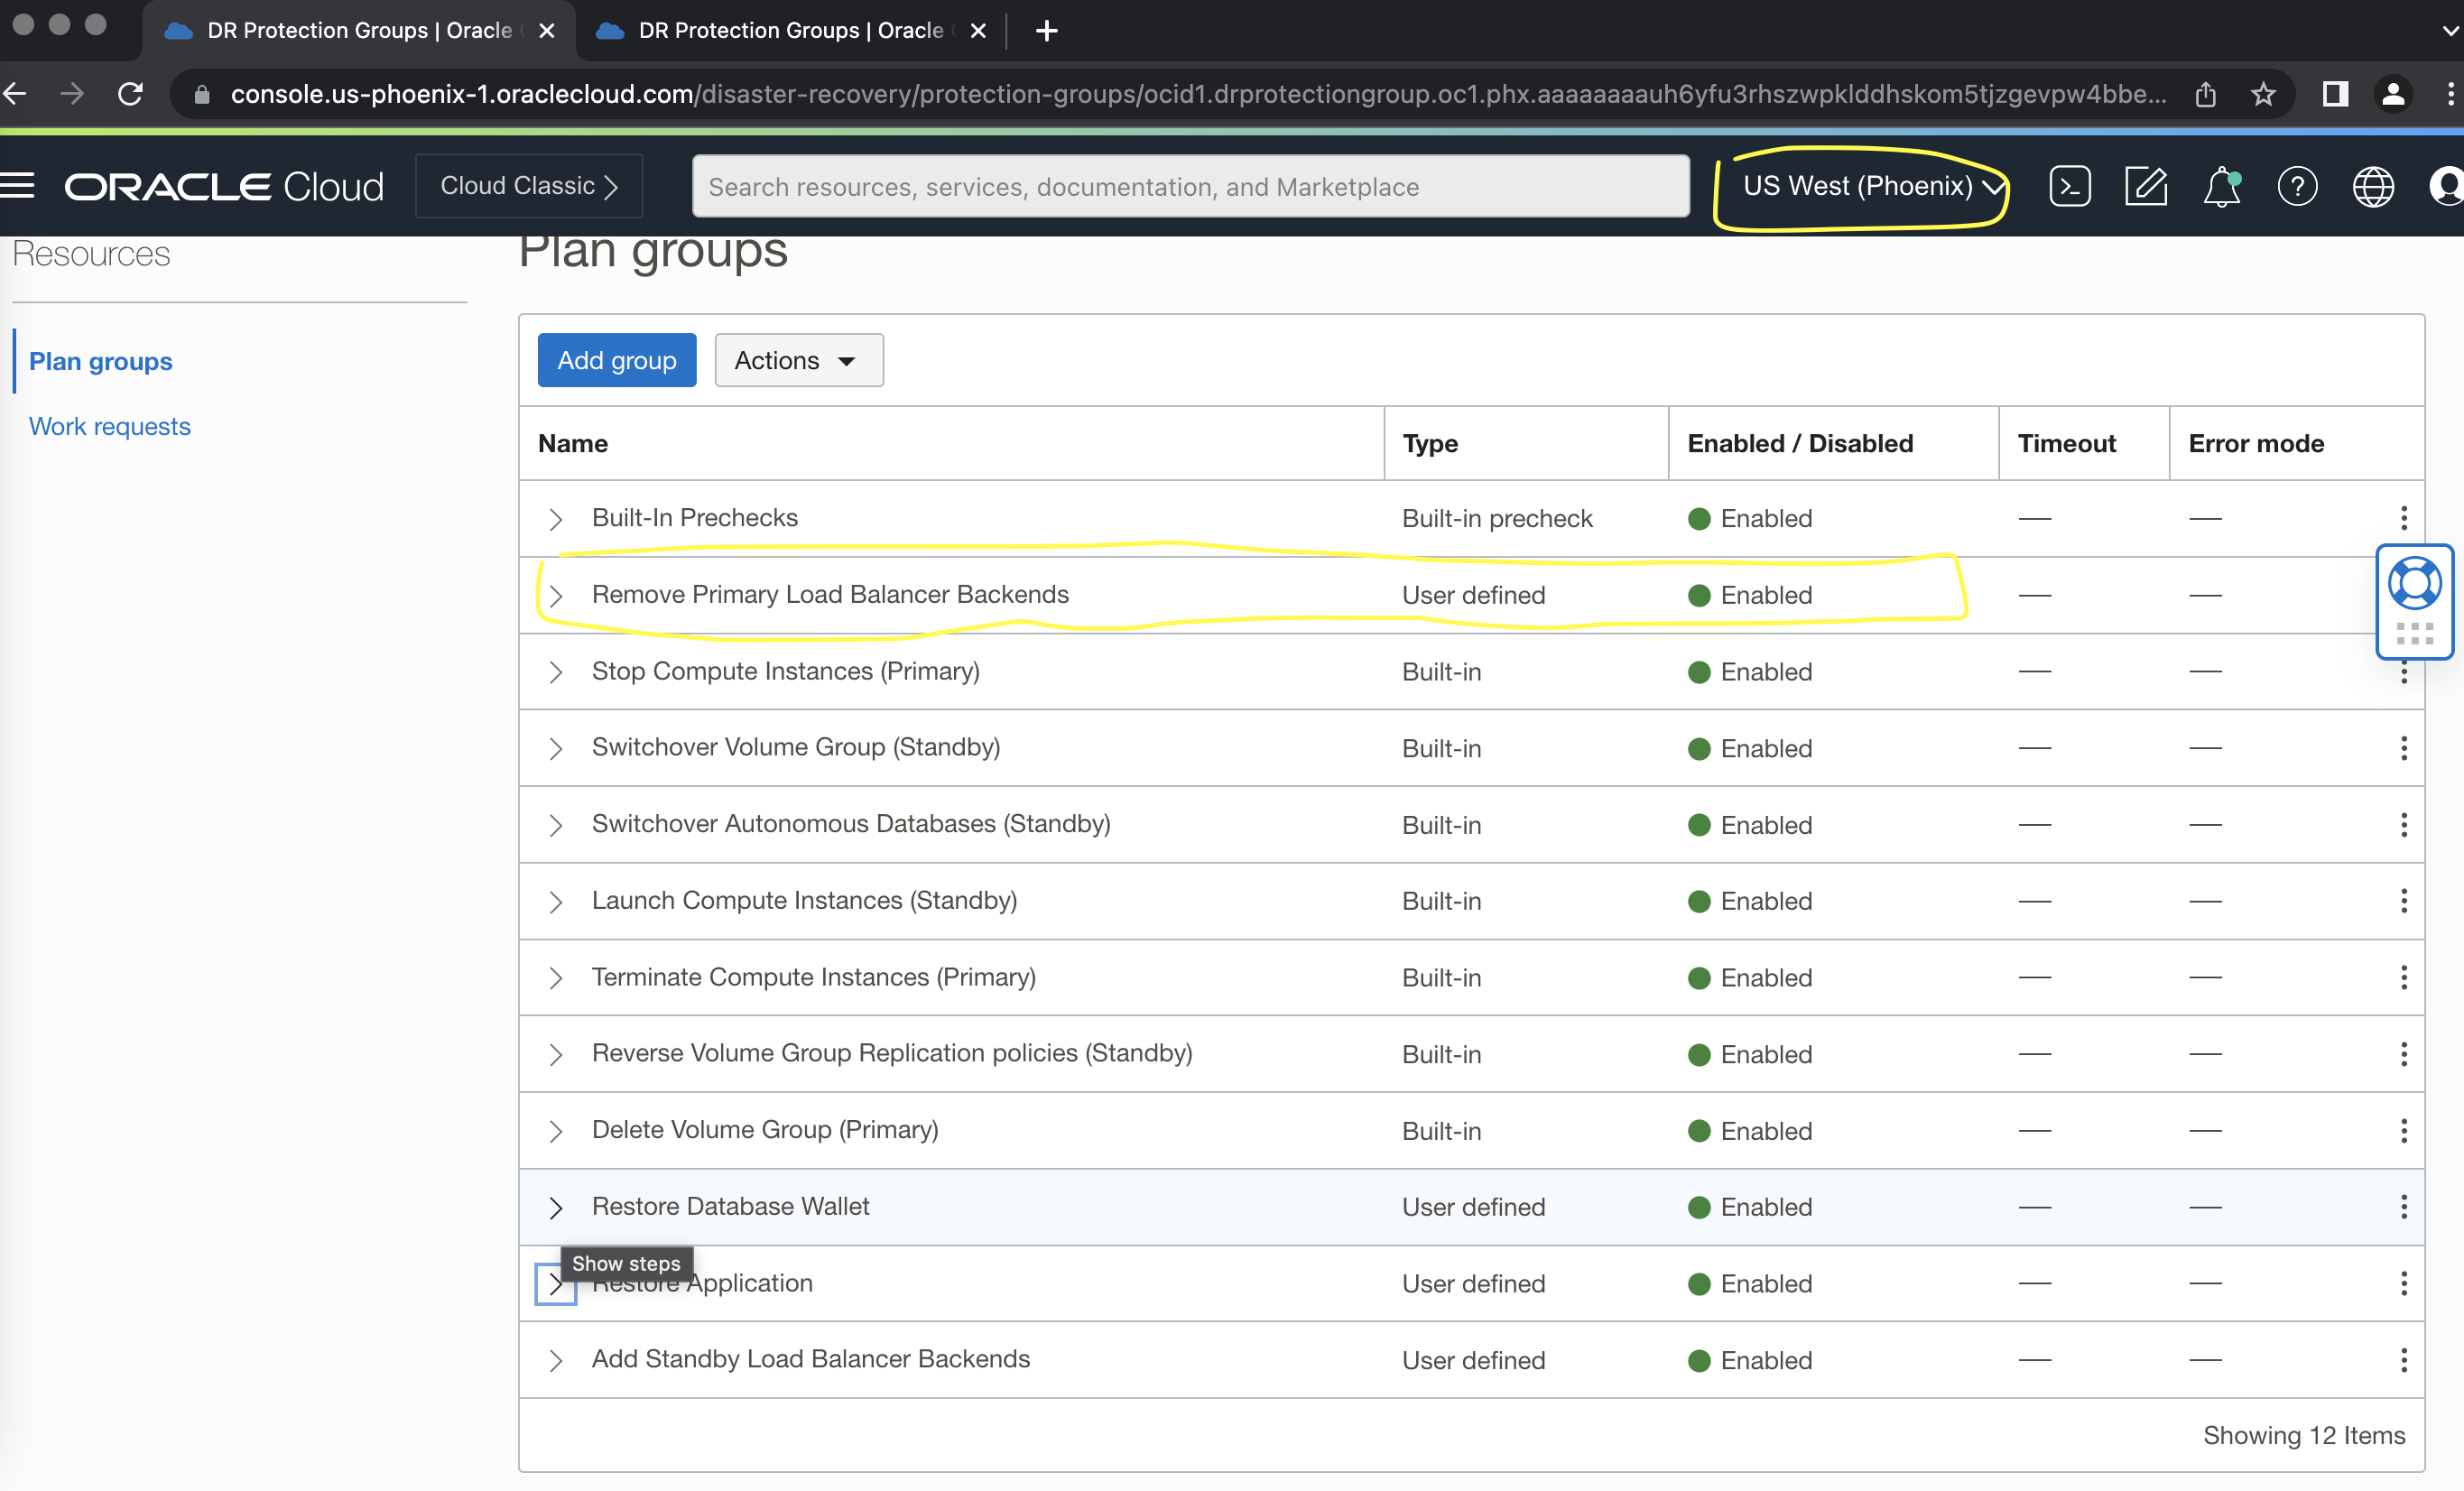 DR Protection Groups | Oracle
DR Protection Groups | Oracle
console.us-phoenix-1.oraclecloud.com/disaster-recovery/protection-groups/ocid1.drprotectiongroup.oc1.phx.aaaaaaaauh6yfu3rhszwpklddhskom5tjzgevpw4bbe...
ORACLE Cloud
Cloud Classic
Search resources, services, documentation, and Marketplace
US West (Phoenix)
Resources
Plan groups
Work requests
Plan groups
Add group Actions
Name Type Enabled / Disabled Timeout Error mode
Built-In Prechecks Built-in precheck Enabled — —
Remove Primary Load Balancer Backends User defined Enabled — —
Stop Compute Instances (Primary) Built-in Enabled — —
Switchover Volume Group (Standby) Built-in Enabled — —
Switchover Autonomous Databases (Standby) Built-in Enabled — —
Launch Compute Instances (Standby) Built-in Enabled — —
Terminate Compute Instances (Primary) Built-in Enabled — —
Reverse Volume Group Replication policies (Standby) Built-in Enabled — —
Delete Volume Group (Primary) Built-in Enabled — —
Restore Database Wallet User defined Enabled — —
Show steps
Restore Application User defined Enabled — —
Add Standby Load Balancer Backends User defined Enabled — —
Showing 12 Items